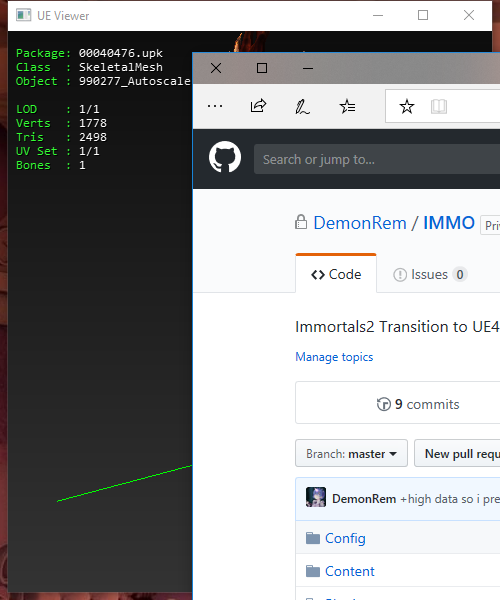 UE Viewer
Package: 00040476.upk
Class : SkeletalMesh
Object : 990277_Autoscale
LOD : 1/1
Verts : 1778
Tris : 2498
UV Set : 1/1
Bones : 1
Search or jump to...
DemonRem / IMMO Priv
Code
Issues 0
Immortals2 Transition to UE4
Manage topics
9 commits
Branch: master
New pull requ
DemonRem +high data so i pre
Config
Content